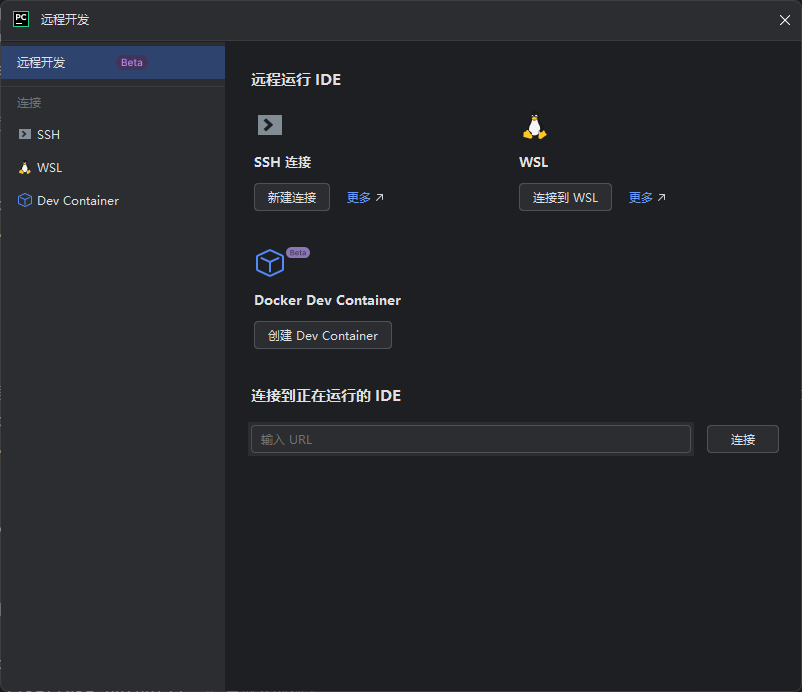 PC 远程开发
远程开发 Beta
连接
SSH
WSL
Dev Container
远程运行 IDE
SSH 连接
新建连接 更多
WSL
连接到 WSL 更多
Beta
Docker Dev Container
创建 Dev Container
连接到正在运行的 IDE
输入 URL 连接